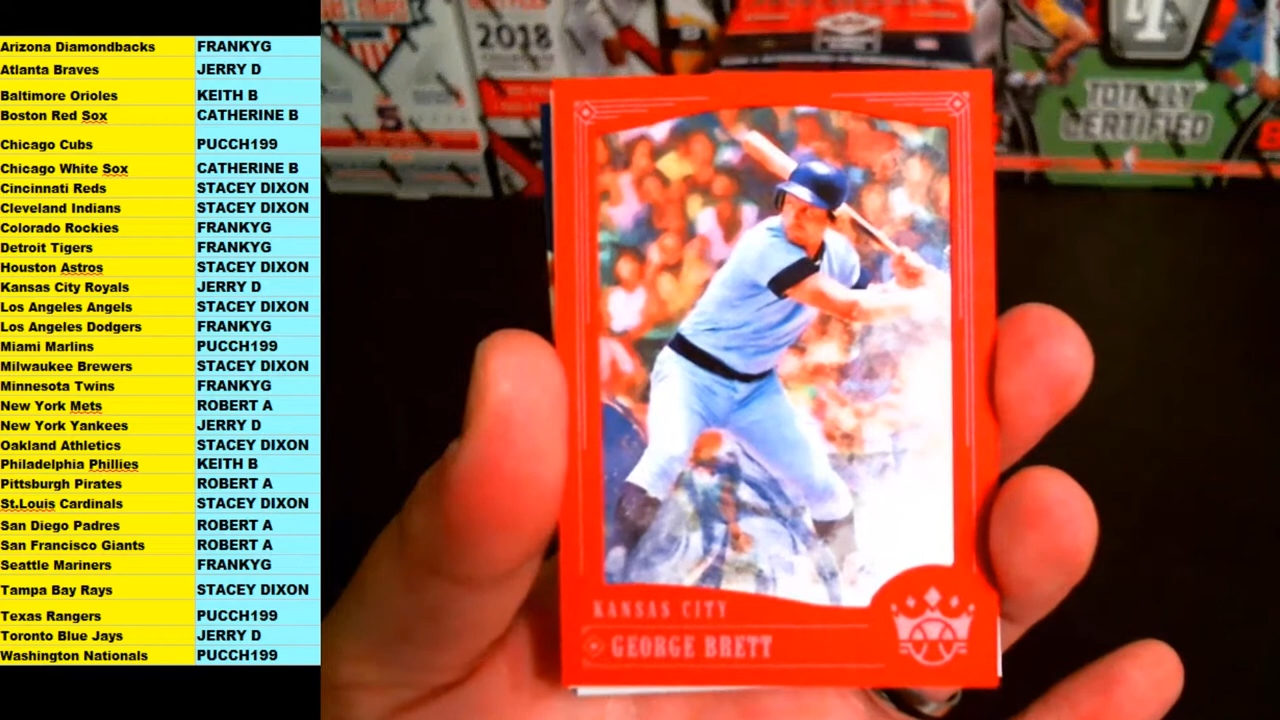 Arizona Diamondbacks FRANKYG
Atlanta Braves JERRY D
Baltimore Orioles KEITH B
Boston Red Sox CATHERINE B
Chicago Cubs PUCCH199
Chicago White Sox CATHERINE B
Cincinnati Reds STACEY DIXON
Cleveland Indians STACEY DIXON
Colorado Rockies FRANKYG
Detroit Tigers FRANKYG
Houston Astros STACEY DIXON
Kansas City Royals JERRY D
Los Angeles Angels STACEY DIXON
Los Angeles Dodgers FRANKYG
Miami Marlins PUCCH199
Milwaukee Brewers STACEY DIXON
Minnesota Twins FRANKYG
New York Mets ROBERT A
New York Yankees JERRY D
Oakland Athletics STACEY DIXON
Philadelphia Phillies KEITH B
Pittsburgh Pirates ROBERT A
St.Louis Cardinals STACEY DIXON
San Diego Padres ROBERT A
San Francisco Giants ROBERT A
Seattle Mariners FRANKYG
Tampa Bay Rays STACEY DIXON
Texas Rangers PUCCH199
Toronto Blue Jays JERRY D
Washington Nationals PUCCH199
2018
5
TOTALLY
CERTIFIED
KANSAS CITY
GEORGE BRETT